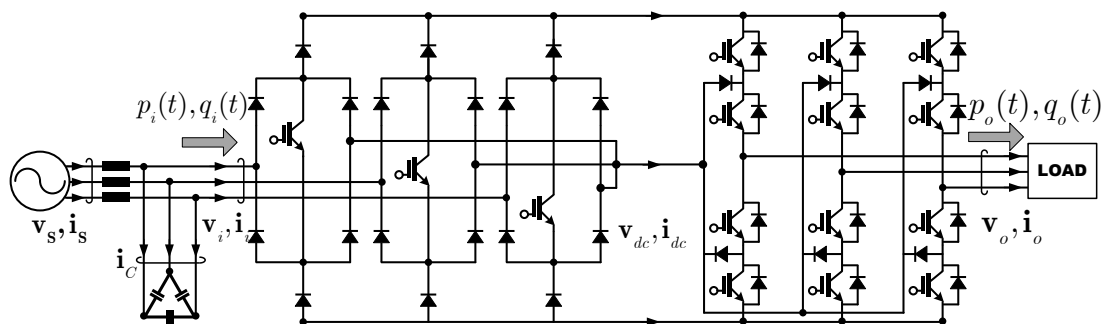 p_i(t), q_i(t)
p_o(t), q_o(t)
LOAD
v_S, i_S
v_i, i_i
v_dc, i_dc
v_o, i_o
i_C